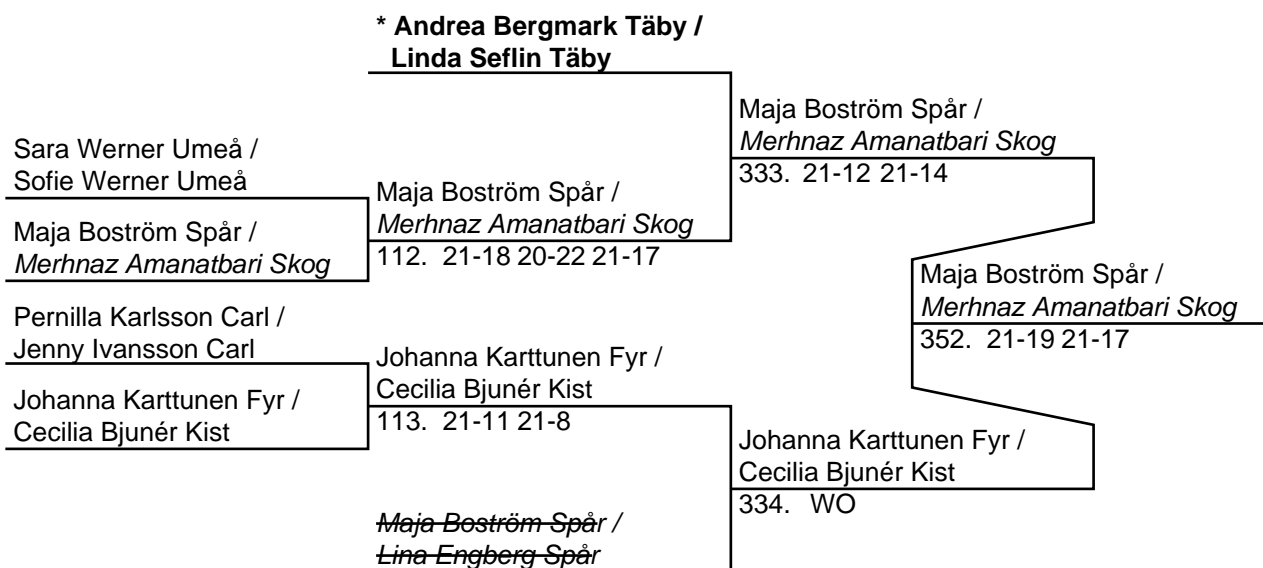 * Andrea Bergmark Täby /
Linda Seflin Täby
Sara Werner Umeå /
Sofie Werner Umeå
Maja Boström Spår /
Merhnaz Amanatbari Skog
Pernilla Karlsson Carl /
Jenny Ivansson Carl
Johanna Karttunen Fyr /
Cecilia Bjunér Kist
Maja Boström Spår /
Merhnaz Amanatbari Skog
112. 21-18 20-22 21-17
Johanna Karttunen Fyr /
Cecilia Bjunér Kist
113. 21-11 21-8
Maja Boström Spår /
Lina Engberg Spår
Maja Boström Spår /
Merhnaz Amanatbari Skog
333. 21-12 21-14
Johanna Karttunen Fyr /
Cecilia Bjunér Kist
334. WO
Maja Boström Spår /
Merhnaz Amanatbari Skog
352. 21-19 21-17